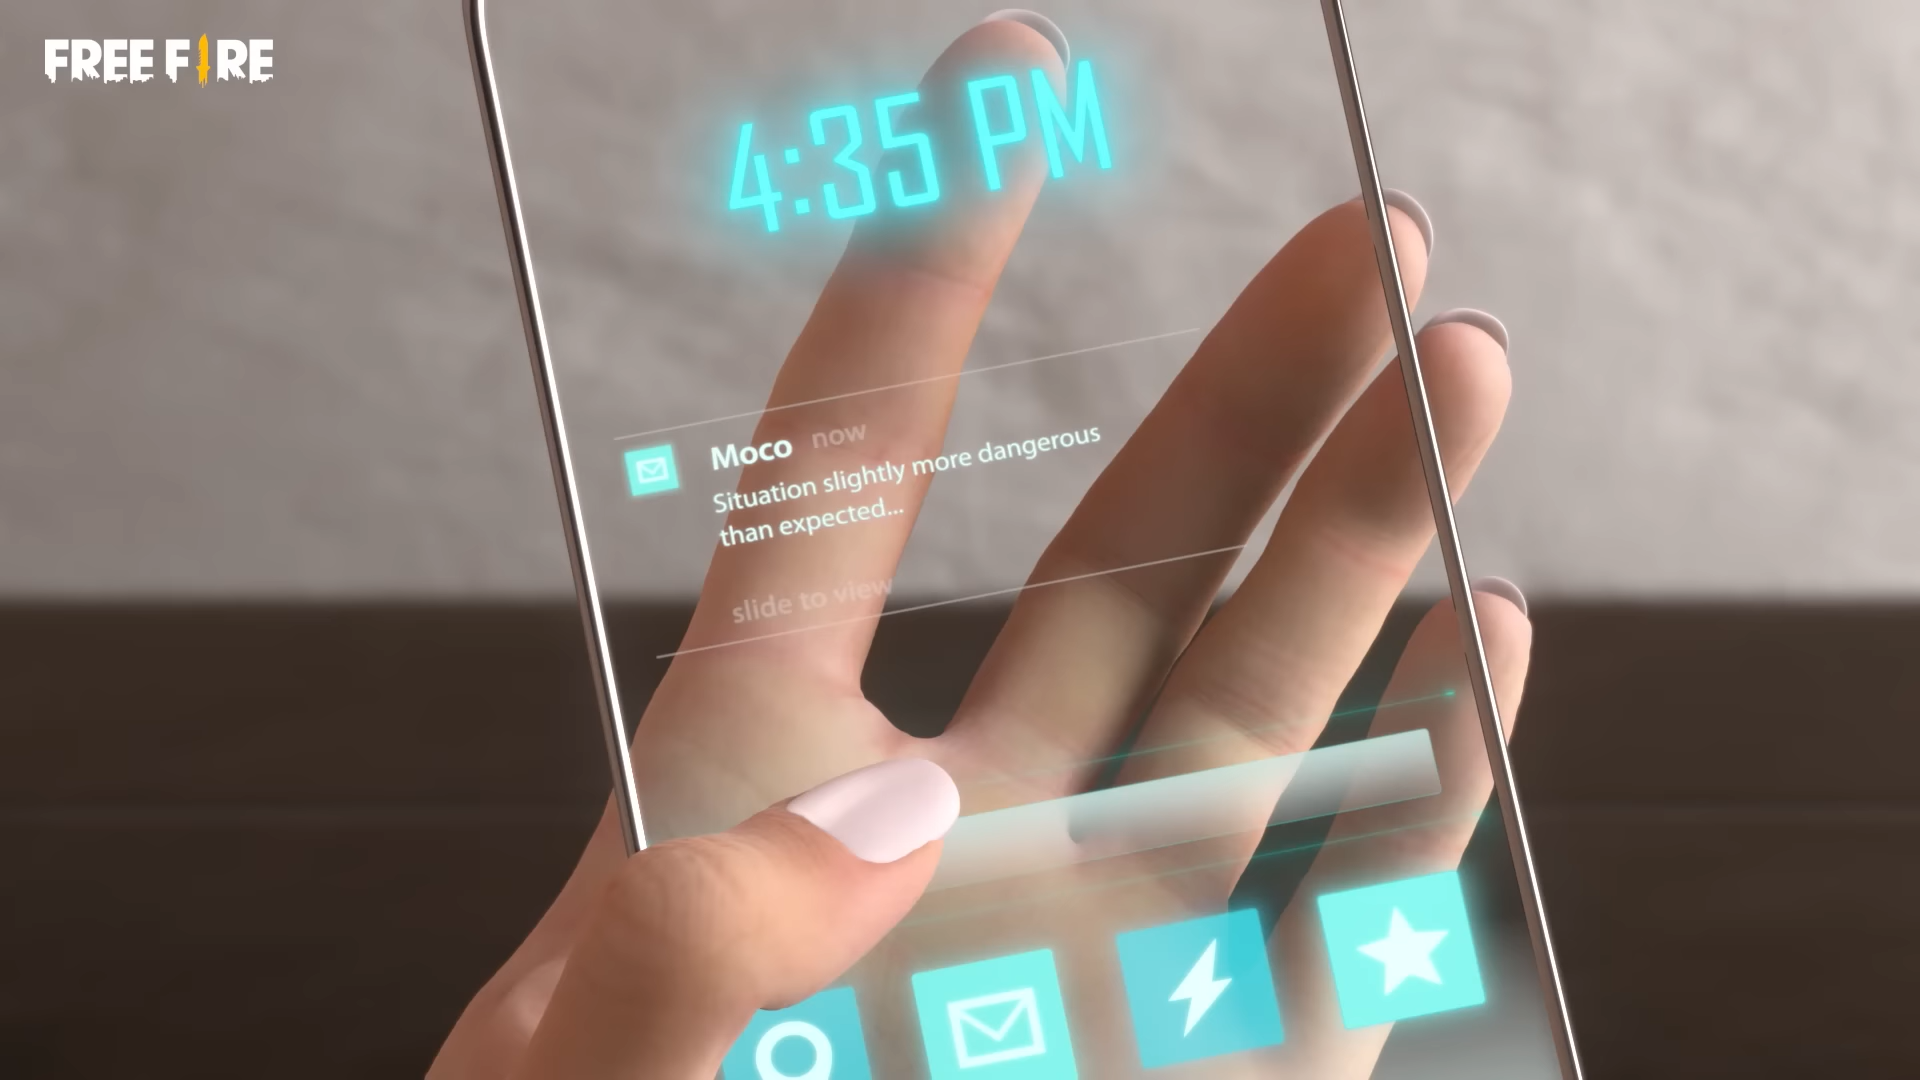 FREE FIRE
4:35 PM
Moco now
Situation slightly more dangerous
than expected...
slide to view